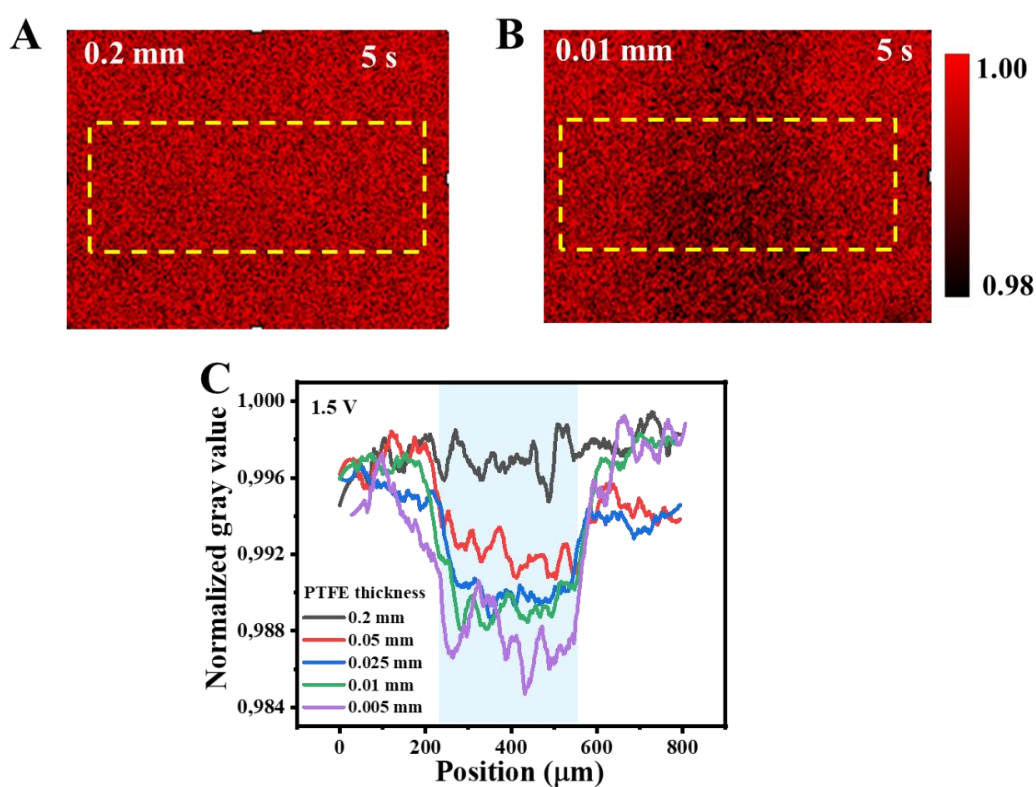 A
0.2 mm
5 s
B
0.01 mm
5 s
1.00
0.98
C
1.5 V
Normalized gray value
1,000
0,996
0,992
0,988
0,984
PTFE thickness
0.2 mm
0.05 mm
0.025 mm
0.01 mm
0.005 mm
0
200
400
600
800
Position (μm)